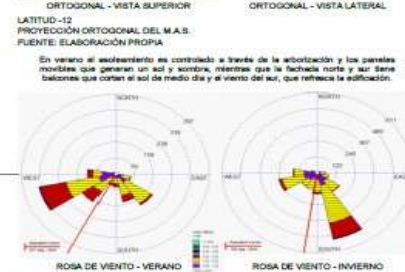 ORTOGONAL - VISTA SUPERIOR
ORTOGONAL - VISTA LATERAL
LATITUD -12
PROYECCIÓN ORTOGONAL DEL M.A.S.
FUENTE: ELABORACIÓN PROPIA
En verano el asoleamiento es controlado a través de la arborización y los paneles
movibles que generan un sol y sombra, mientras que la fachada norte y sur tiene
balcones que cortan el sol de medio día y el viento del sur, que refresca la edificación.
NORTH
NORTH
WEST
EAST
WEST
EAST
SOUTH
SOUTH
ROSA DE VIENTO - VERANO
ROSA DE VIENTO - INVIERNO